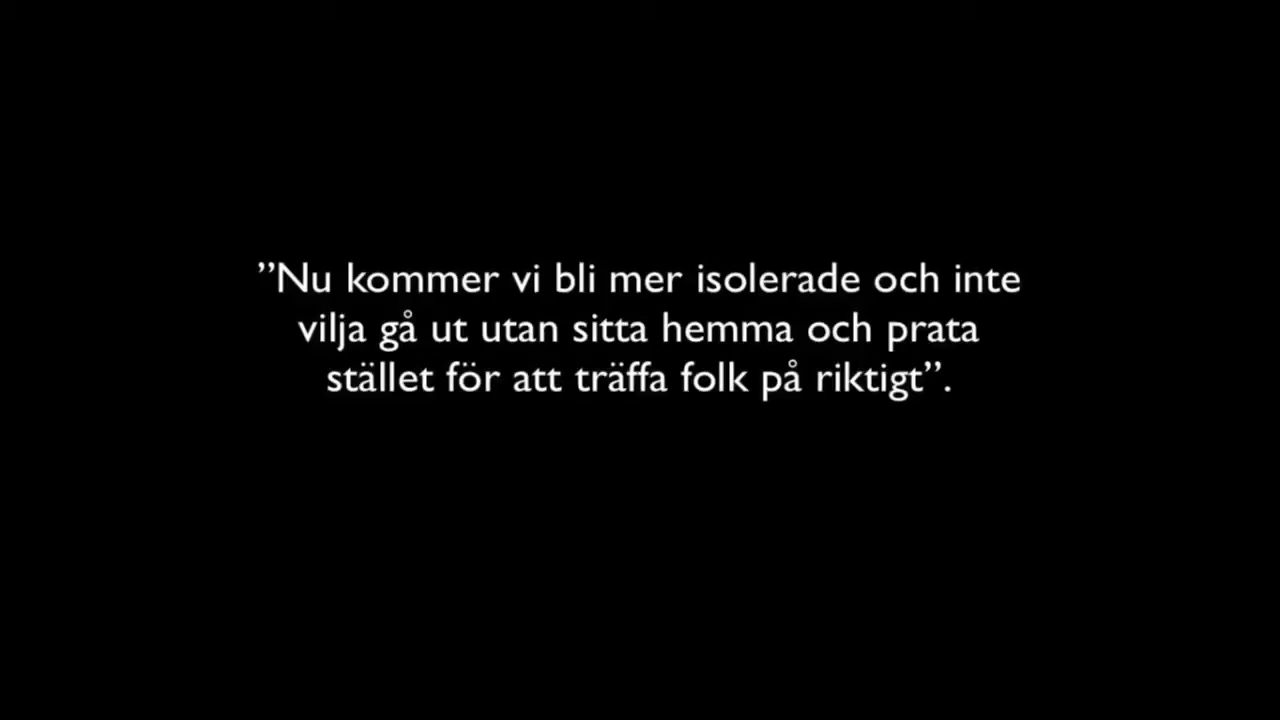 ”Nu kommer vi bli mer isolerade och inte
vilja gå ut utan sitta hemma och prata
stället för att träffa folk på riktigt”.